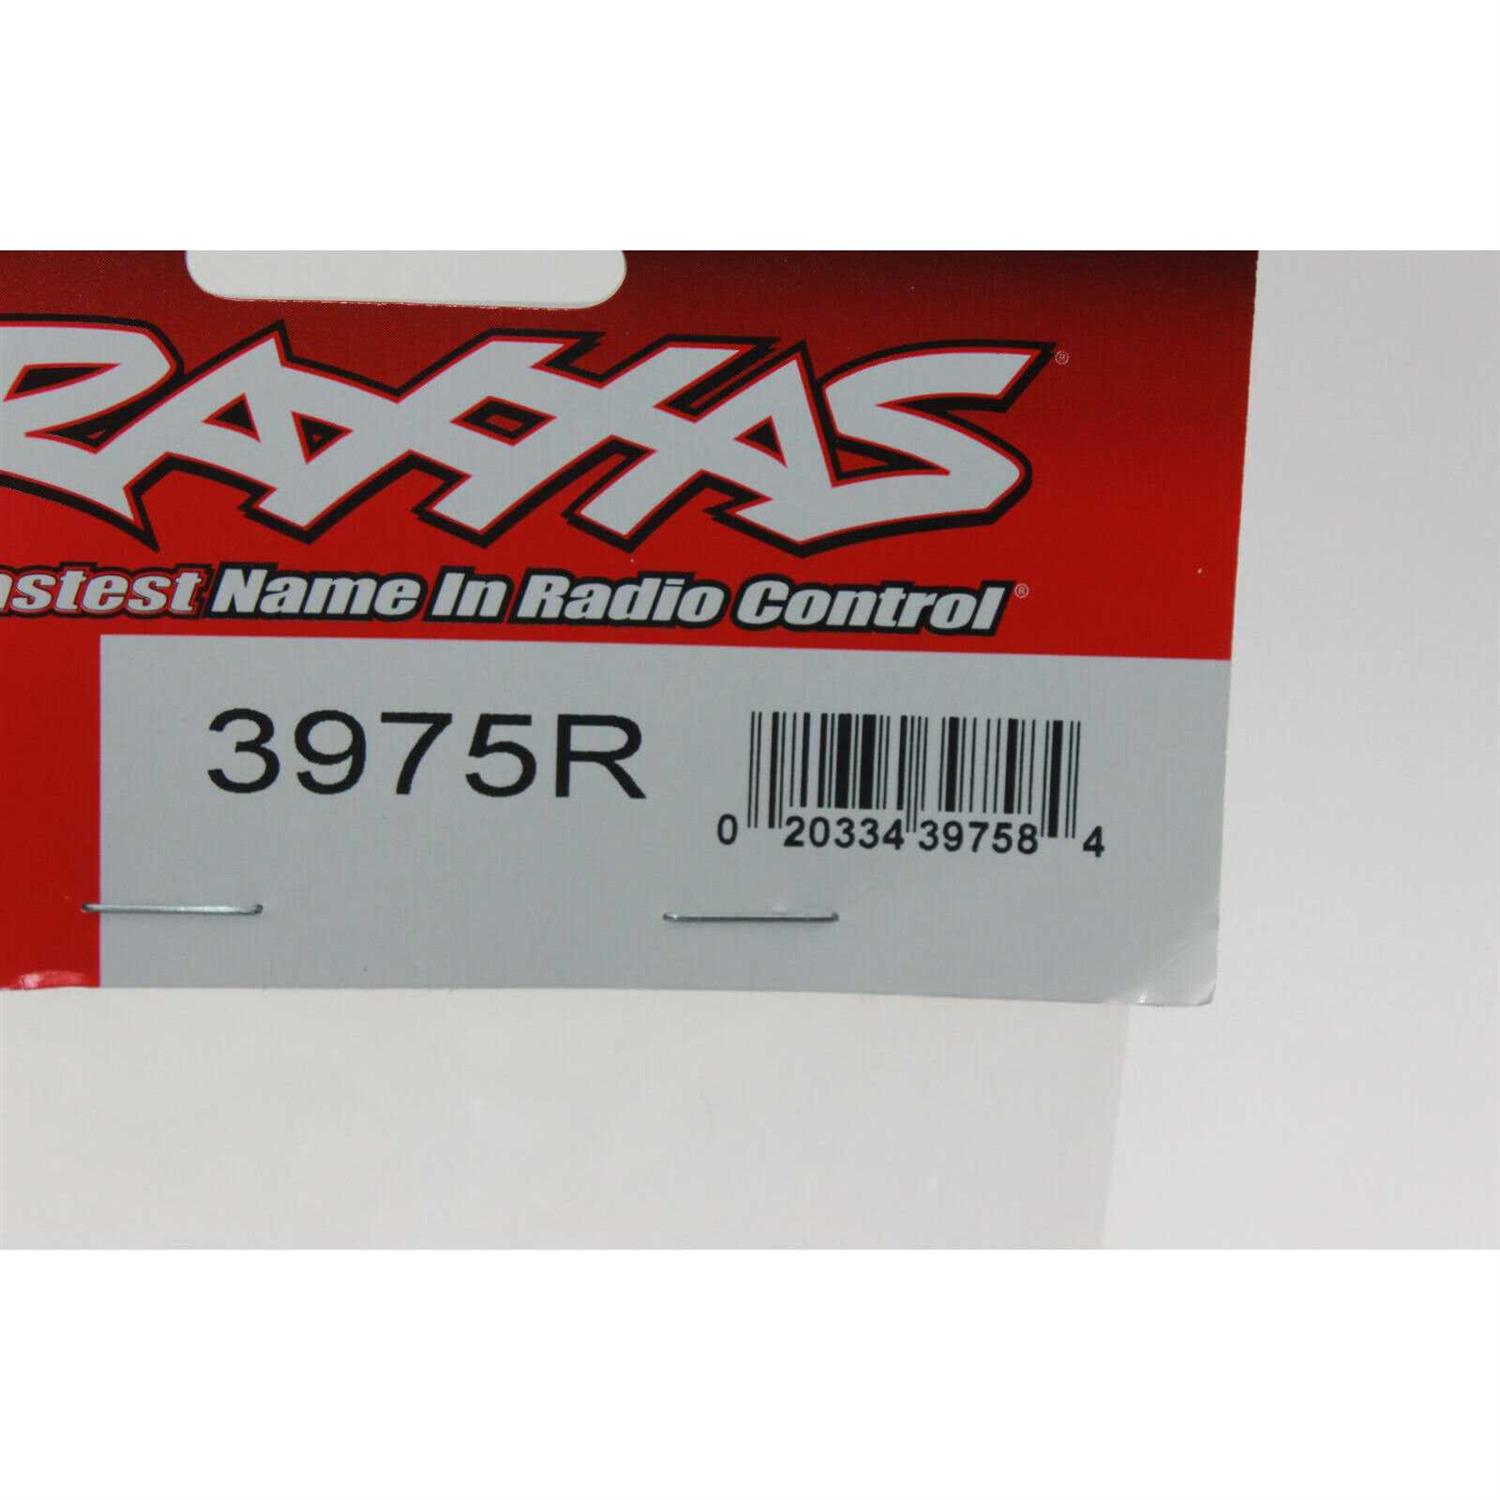 RAXXAS®
astest Name In Radio Control®
3975R
0 20334 39758 4